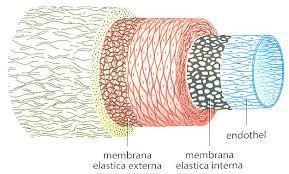 endothel
membrana
elastica externa
membrana
elastica interna